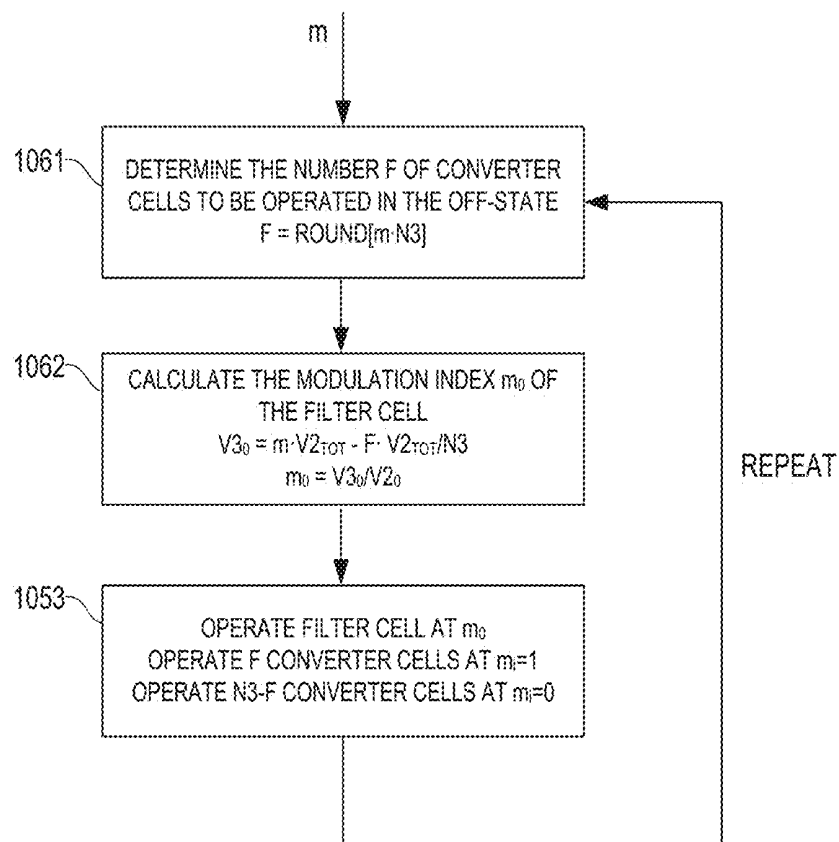 m
1061
DETERMINE THE NUMBER F OF CONVERTER
CELLS TO BE OPERATED IN THE OFF-STATE
F = ROUND[m·N3]
1062
CALCULATE THE MODULATION INDEX m₀ OF
THE FILTER CELL
V3₀ = m·V2TOT - F· V2TOT/N3
m₀ = V3₀/V2₀
REPEAT
1053
OPERATE FILTER CELL AT m₀
OPERATE F CONVERTER CELLS AT mᵢ=1
OPERATE N3-F CONVERTER CELLS AT mᵢ=0